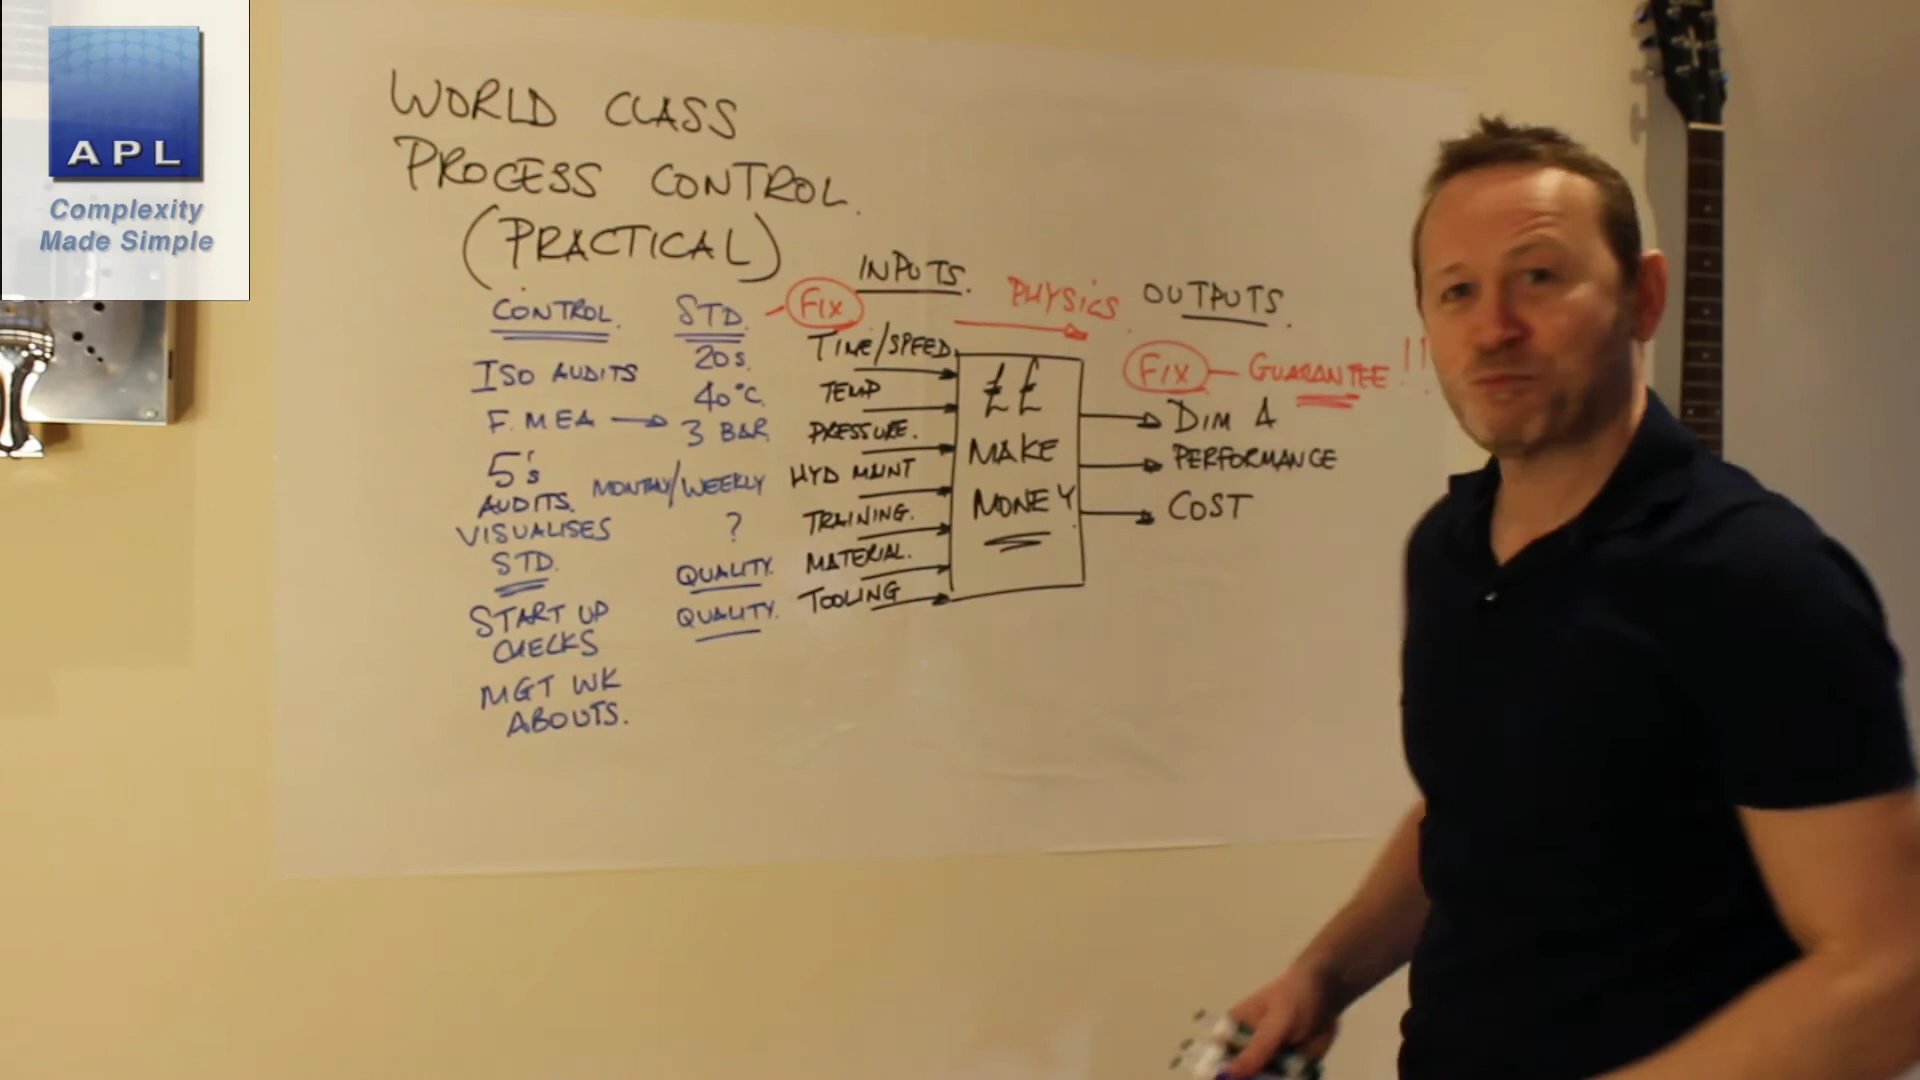 APL
Complexity
Made Simple
WORLD CLASS
PROCESS CONTROL.
(PRACTICAL)
CONTROL.
ISO AUDITS
F.MEA
5's
AUDITS.
VISUALISES
STD.
START UP
CHECKS
MGT WK
ABOUTS.
STD.
20s.
40°C.
3 BAR.
MONTHLY/WEEKLY
?
QUALITY.
QUALITY.
FIX
INPUTS.
TIME/SPEED.
TEMP
PRESSURE.
HYD MAINT
TRAINING.
MATERIAL.
TOOLING
PHYSICS.
££
MAKE
MONEY
OUTPUTS.
FIX - GUARANTEE!!
DIM A
PERFORMANCE
COST